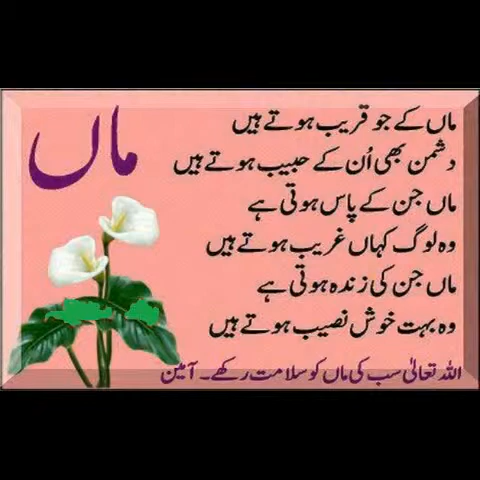 ماں
ماں کے جو قریب ہوتے ہیں
دشمن بھی اُن کے حبیب ہوتے ہیں
ماں جن کے پاس ہوتی ہے
وہ لوگ کہاں غریب ہوتے ہیں
ماں جن کی زندہ ہوتی ہے
وہ بہت خوش نصیب ہوتے ہیں
اللہ تعالیٰ سب کی ماں کو سلامت رکھے۔ آمین